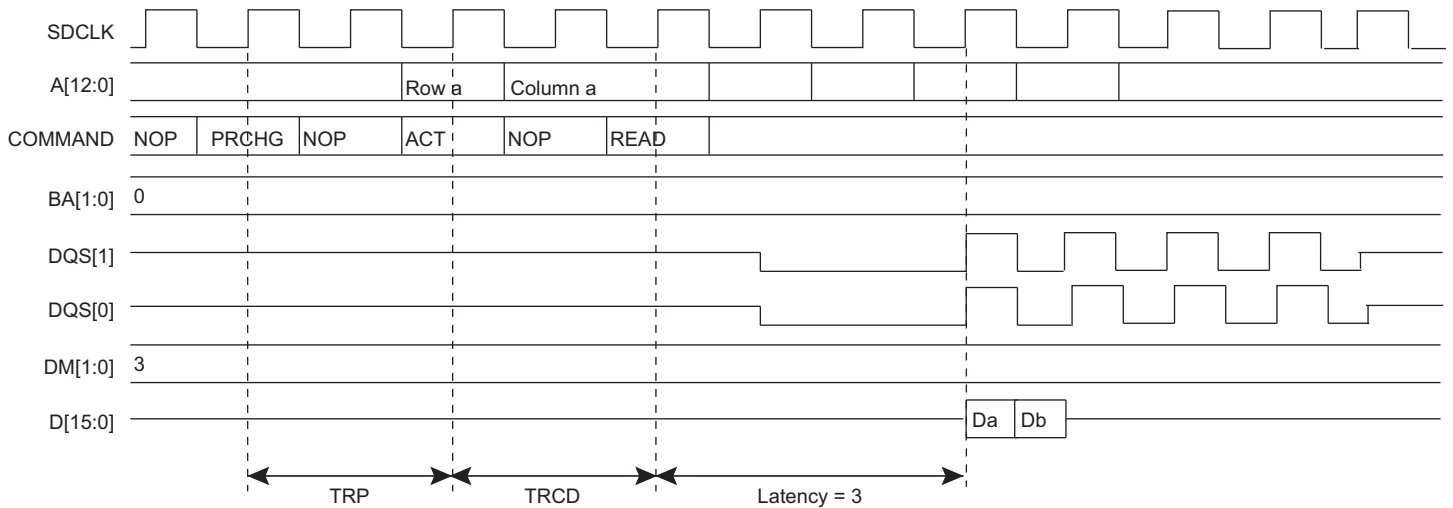 SDCLK
A[12:0] Row a Column a
COMMAND NOP PRCHG NOP ACT NOP READ
BA[1:0] 0
DQS[1]
DQS[0]
DM[1:0] 3
D[15:0] Da Db
TRP TRCD Latency = 3